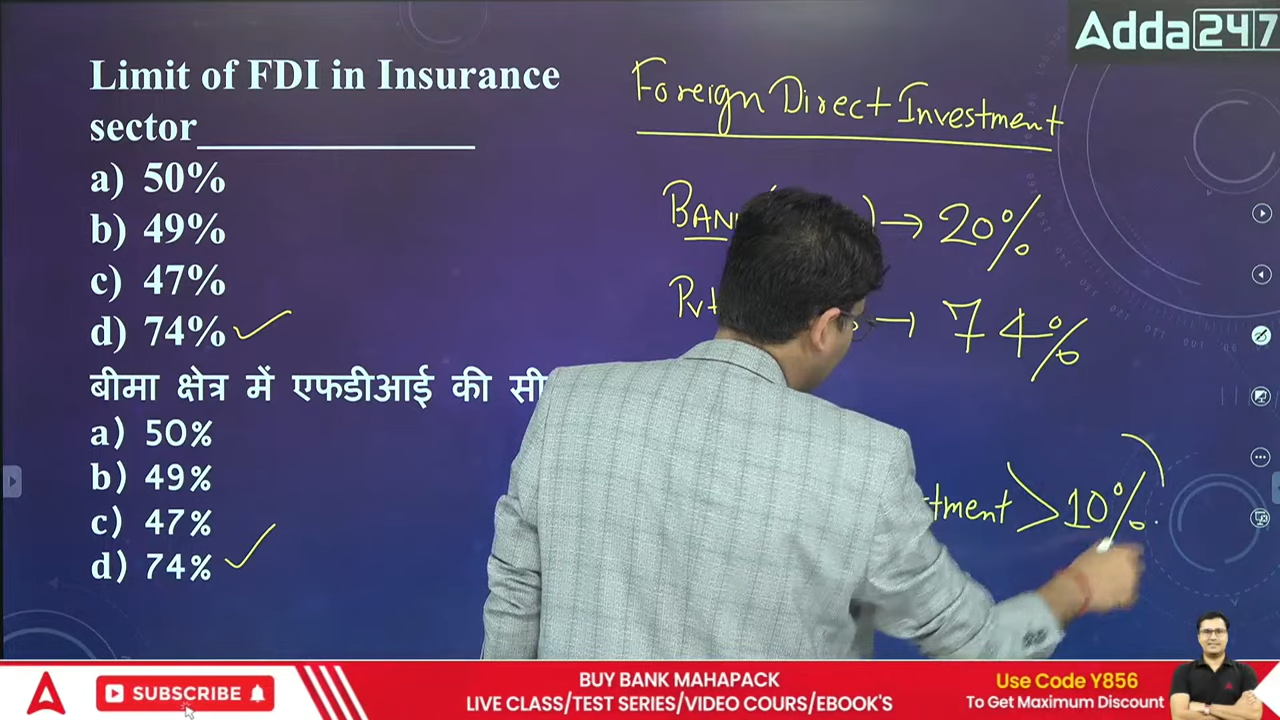 Adda247
Limit of FDI in Insurance
sector____________
a) 50%
b) 49%
c) 47%
d) 74%
बीमा क्षेत्र में एफडीआई की
a) 50%
b) 49%
c) 47%
d) 74%
Foreign Direct Investment
→ 20%
→ 74%
> 10%
SUBSCRIBE
BUY BANK MAHAPACK
LIVE CLASS/TEST SERIES/VIDEO COURS/EBOOK'S
Use Code Y856
To Get Maximum Discount